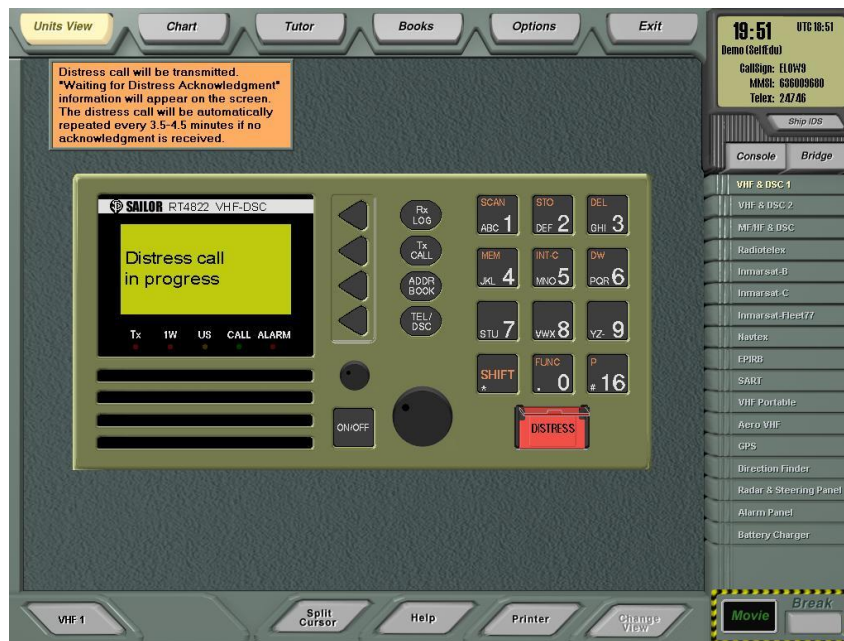 Units View
Chart
Tutor
Books
Options
Exit
19:51 UTC 18:51
Demo (SelfEdu)
CallSign: ELOW9
MMSI: 636009680
Telex: 24746
Ship IDS
Console
Bridge
Distress call will be transmitted.
"Waiting for Distress Acknowledgment"
information will appear on the screen.
The distress call will be automatically
repeated every 3.5-4.5 minutes if no
acknowledgment is received.
SAILOR RT4822 VHF-DSC
Distress call
in progress
Tx 1W US CALL ALARM
Rx
LOG
Tx
CALL
ADDR
BOOK
TEL/
DSC
ON/OFF
SCAN
ABC 1
STO
DEF 2
DEL
GHI 3
MEM
JKL 4
INT-C
MNO 5
DW
PQR 6
STU 7
VWX 8
YZ- 9
SHIFT
*
FUNC
. 0
P
# 16
DISTRESS
VHF & DSC 1
VHF & DSC 2
MF/HF & DSC
Radiotelex
Inmarsat-B
Inmarsat-C
Inmarsat-Fleet77
Navtex
EPIRB
SART
VHF Portable
Aero VHF
GPS
Direction Finder
Radar & Steering Panel
Alarm Panel
Battery Charger
VHF 1
Split
Cursor
Help
Printer
Change
View
Movie
Break